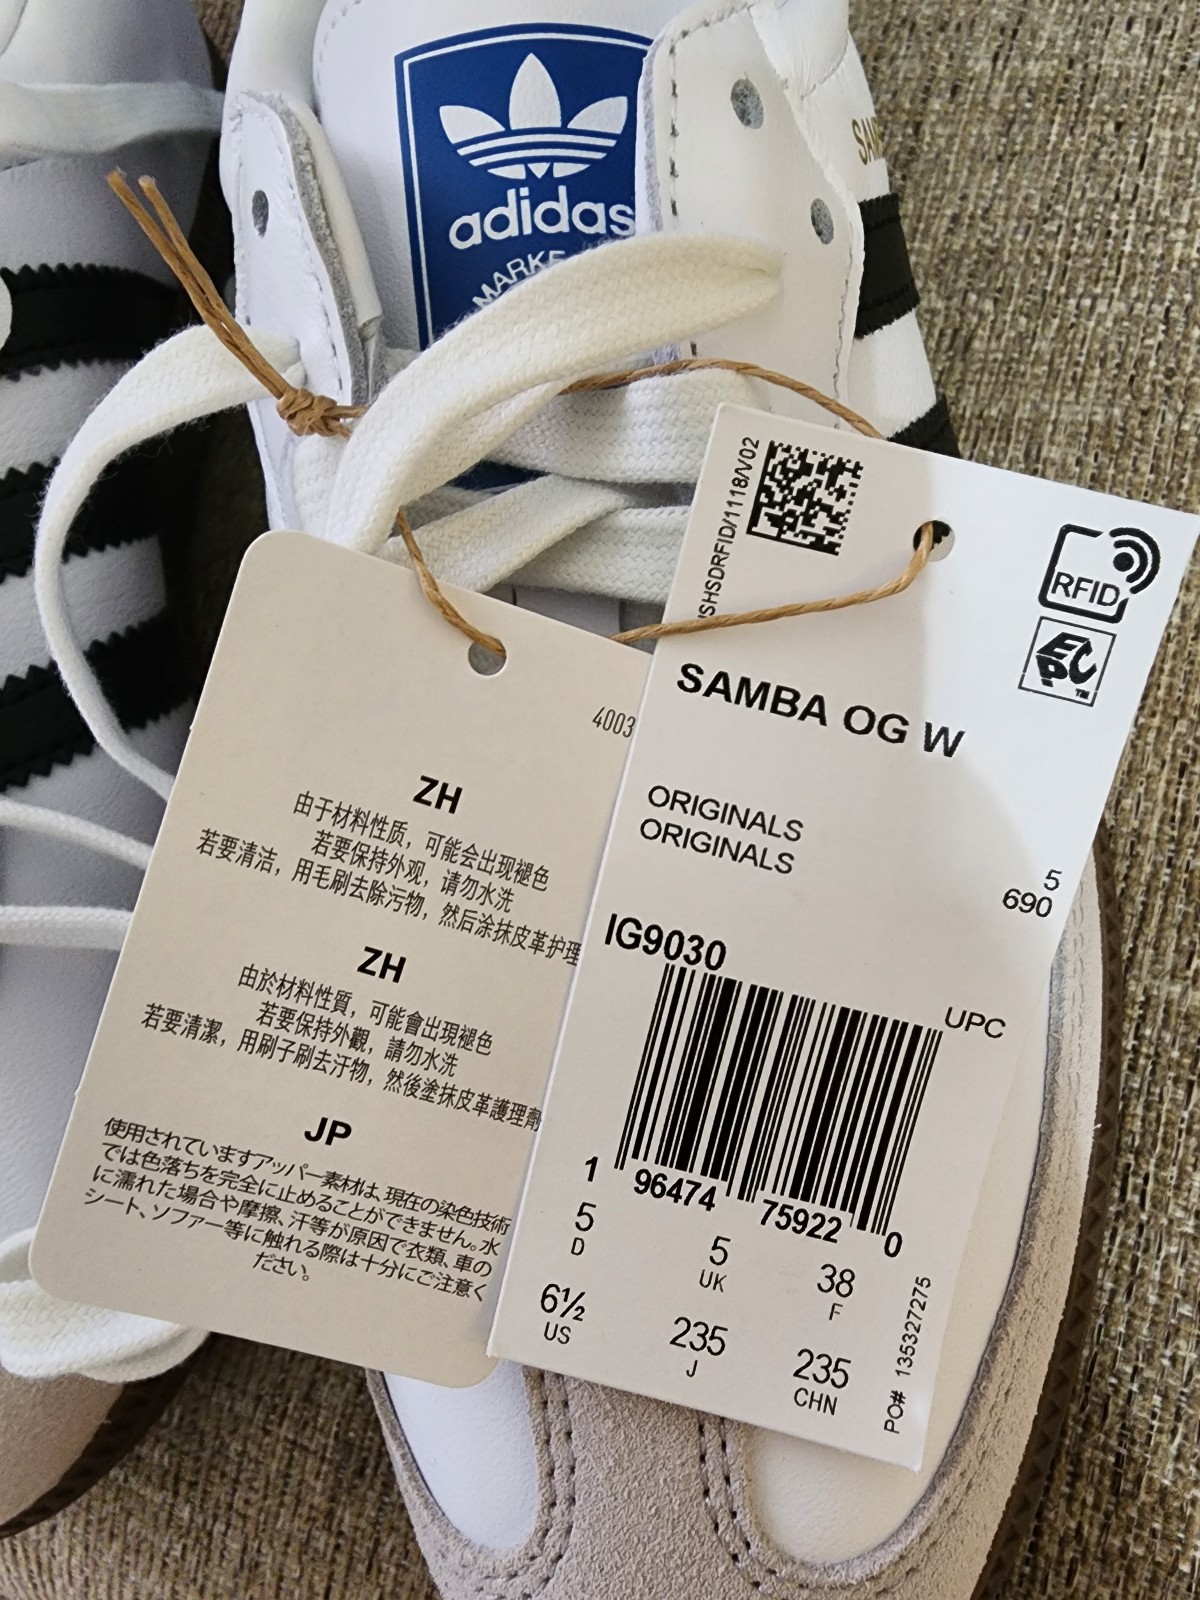 adidas
SAMB
SHSDRFID/1118/V02
RFID
EPC
TM
SAMBA OG W
ORIGINALS
ORIGINALS
5
690
IG9030
UPC
1 96474 75922 0
5 D
5 UK
38 F
6½ US
235 J
235 CHN
PO# 135327275
4003
ZH
由于材料性质，可能会出现褪色
若要保持外观，请勿水洗
若要清洁，用毛刷去除污物，然后涂抹皮革护理
ZH
由於材料性質，可能會出現褪色
若要保持外觀，請勿水洗
若要清潔，用刷子刷去汙物，然後塗抹皮革護理劑
JP
使用されていますアッパー素材は、現在の染色技術
では色落ちを完全に止めることができません。水
に濡れた場合や摩擦、汗等が原因で衣類、車の
シート、ソファー等に触れる際は十分にご注意く
ださい。